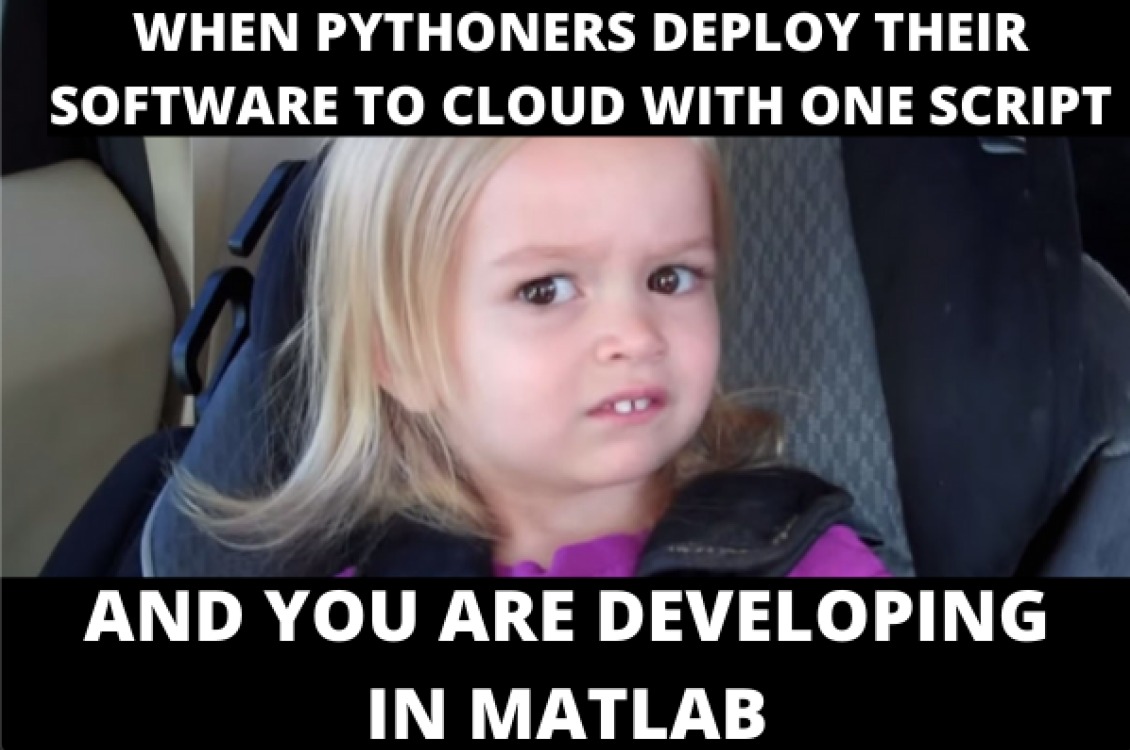 WHEN PYTHONERS DEPLOY THEIR
SOFTWARE TO CLOUD WITH ONE SCRIPT
AND YOU ARE DEVELOPING
IN MATLAB